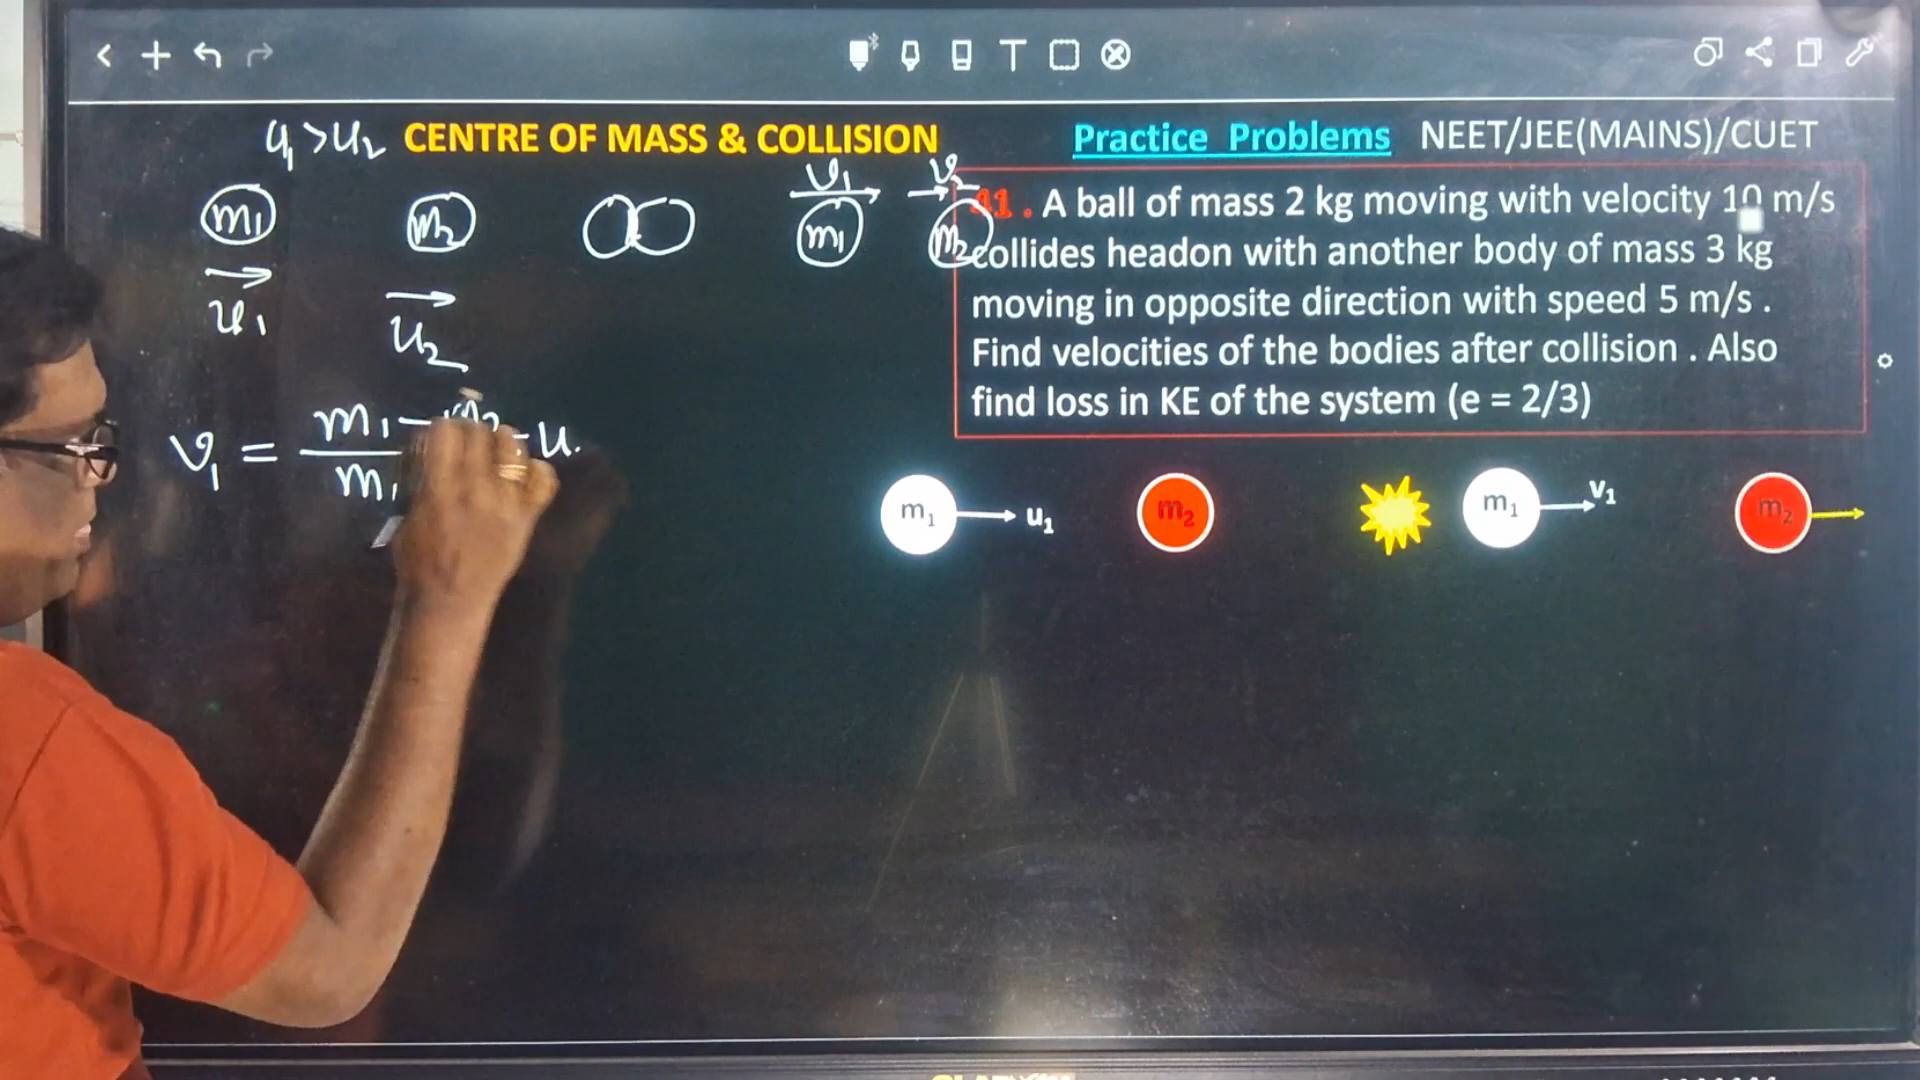 u₁ > u₂ CENTRE OF MASS & COLLISION
Practice Problems NEET/JEE(MAINS)/CUET
m₁ m₂ m₁ m₂
v₁ v₂
u₁ u₂
v₁ = m₁ - m₂
m₁
41 . A ball of mass 2 kg moving with velocity 10 m/s
collides headon with another body of mass 3 kg
moving in opposite direction with speed 5 m/s .
Find velocities of the bodies after collision . Also
find loss in KE of the system (e = 2/3)
m₁ u₁ m₂ m₁ v₁ m₂